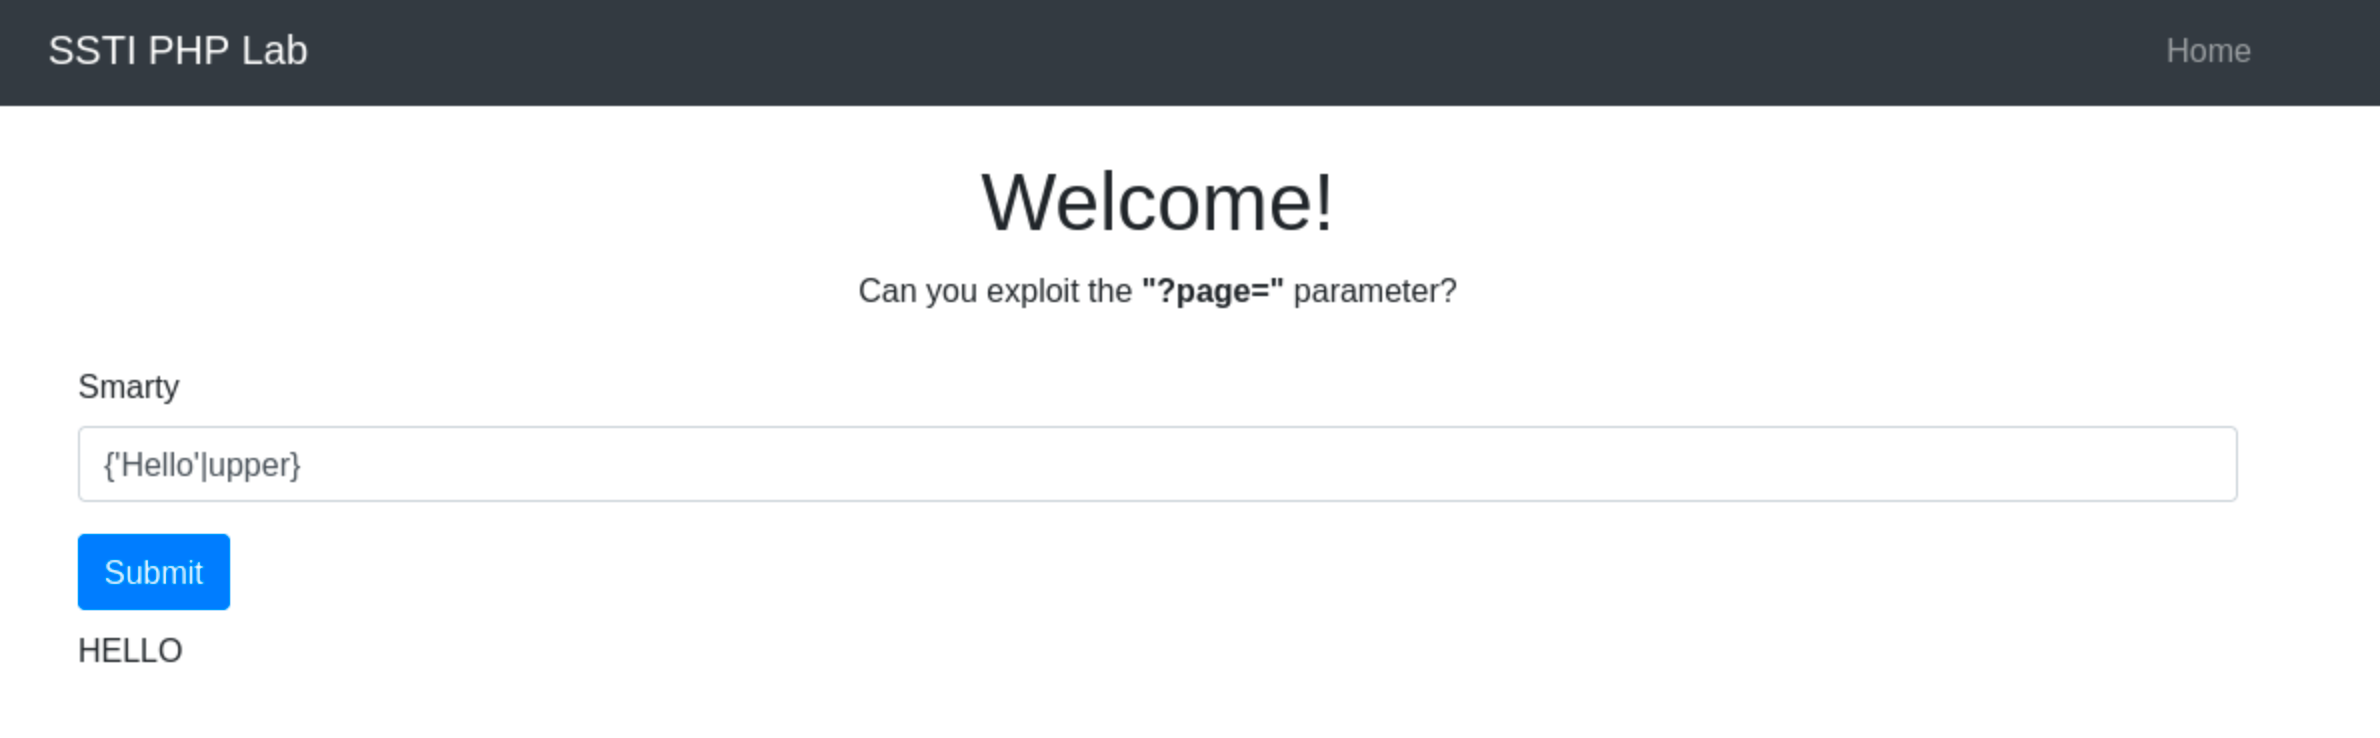 SSTI PHP Lab
Home
Welcome!
Can you exploit the "?page=" parameter?
Smarty
{'Hello'|upper}
Submit
HELLO